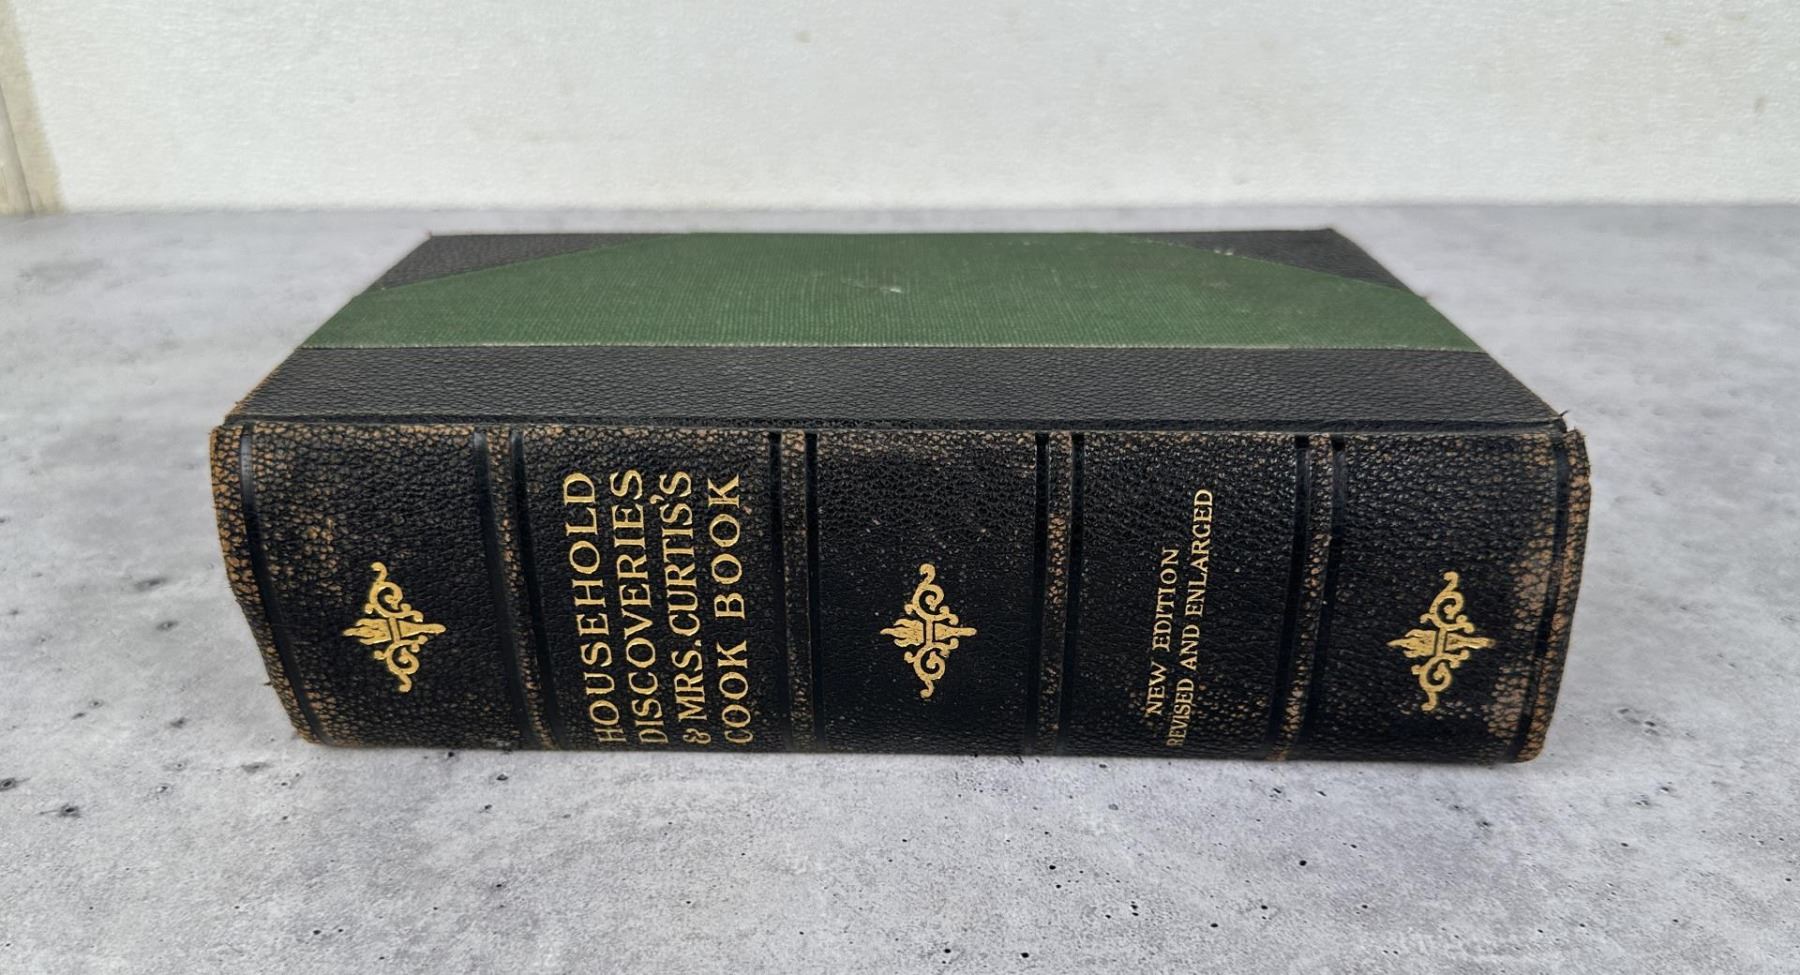 HOUSEHOLD
DISCOVERIES
& MRS. CURTIS'S
COOK BOOK
NEW EDITION
REVISED AND ENLARGED